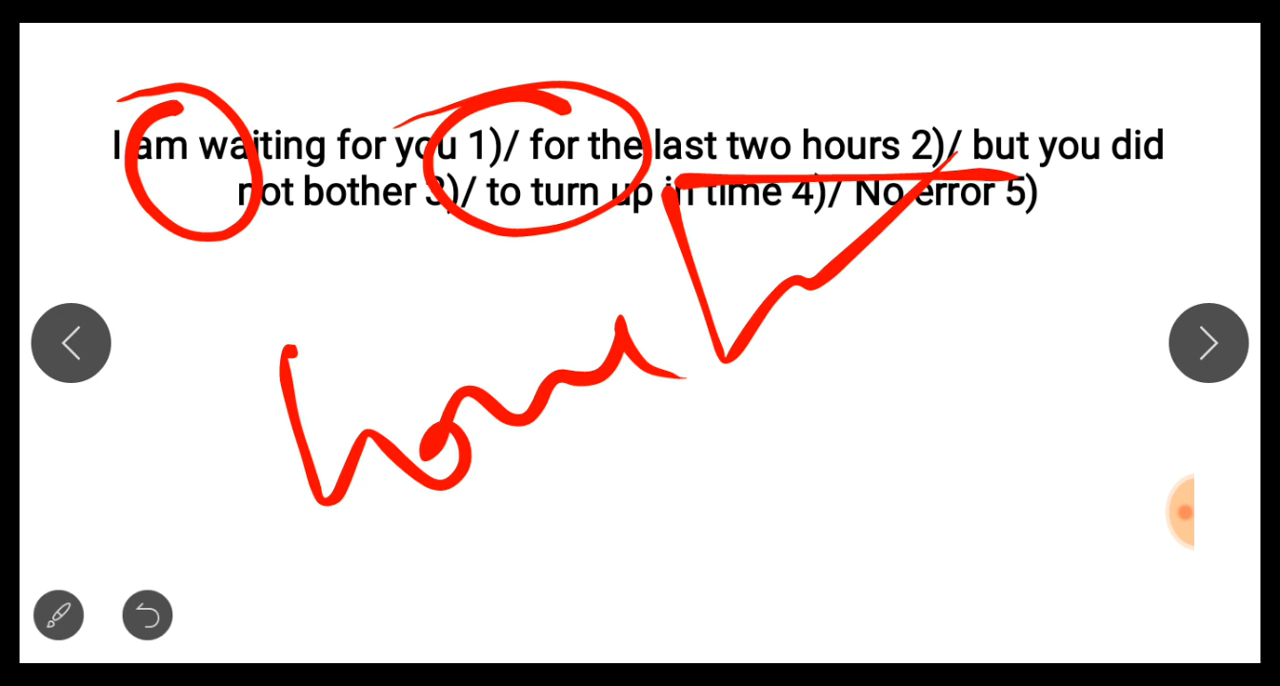 I am waiting for you 1)/ for the last two hours 2)/ but you did
not bother 3)/ to turn up in time 4)/ No error 5)